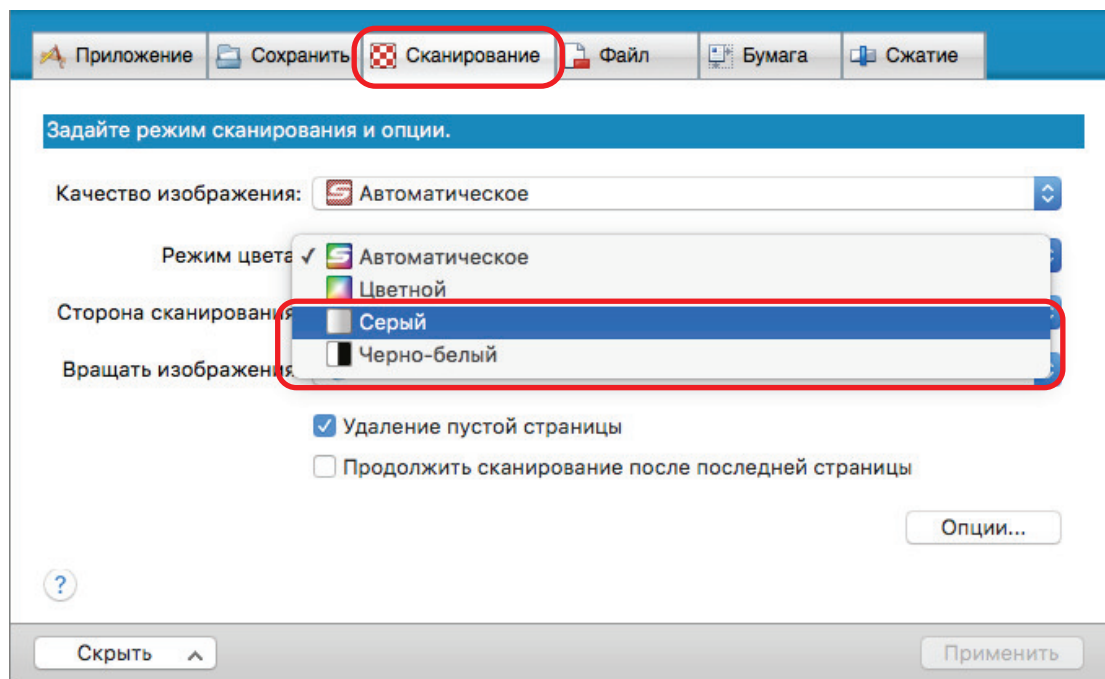 Приложение Сохранить Сканирование Файл Бумага Сжатие
Задайте режим сканирования и опции.
Качество изображения: Автоматическое
Режим цвета ✓ Автоматическое
Цветной
Сторона сканирования Серый
Черно-белый
Вращать изображения
Удаление пустой страницы
Продолжить сканирование после последней страницы
Опции...
?
Скрыть Применить